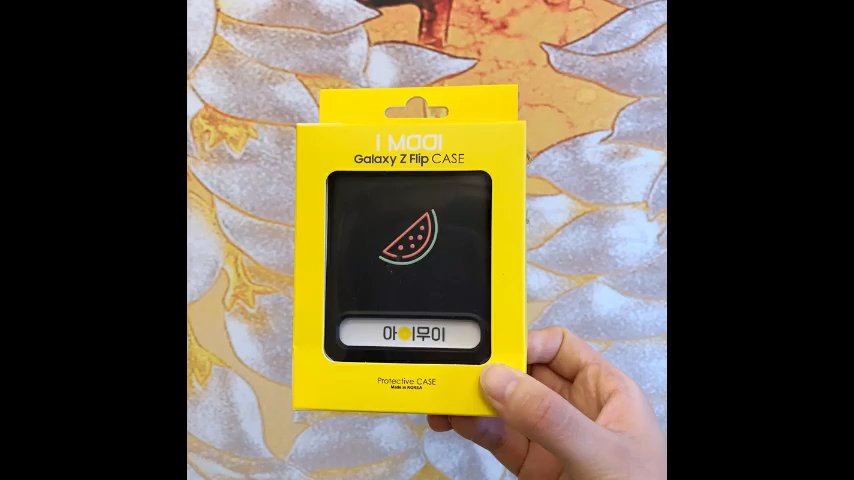 I MOOI
Galaxy Z Flip CASE
아이무이
Protective CASE
Made in KOREA